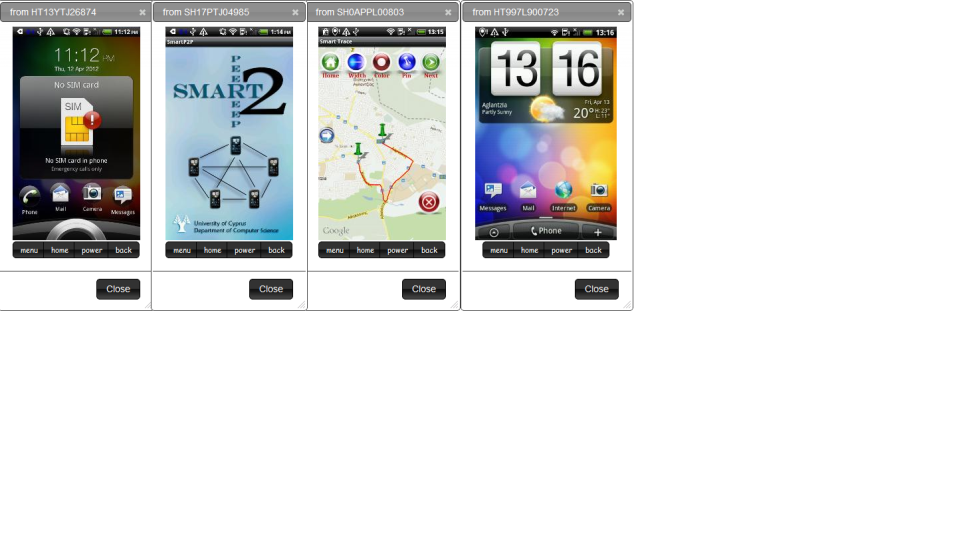 from HT13YTJ26874
11:12 PM
11:12 PM
Thu, 12 Apr 2012
No SIM card
SIM
No SIM card in phone
Emergency calls only
Phone
Mail
Camera
Messages
menu home power back
Close
from SH17PTJ04985
1:14 PM
SmartP2P
PEER
SMART 2
PEER
University of Cyprus
Department of Computer Science
menu home power back
Close
from SH0APPL00803
13:15
Smart Trace
Home Width Color Pin Next
Google
menu home power back
Close
from HT997L900723
13:16
13 16
Aglantzia
Partly Sunny
Fri, Apr 13
20° H: 23°
L: 11°
Messages
Mail
Internet
Camera
Phone
menu home power back
Close